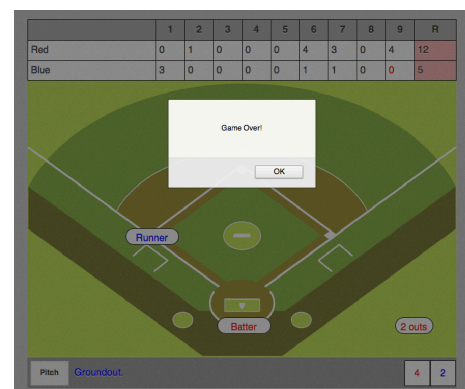 1 2 3 4 5 6 7 8 9 R
Red 0 1 0 0 0 4 3 0 4 12
Blue 3 0 0 0 0 1 1 0 0 5
Game Over!
OK
Runner
Batter
2 outs
Pitch Groundout. 4 2